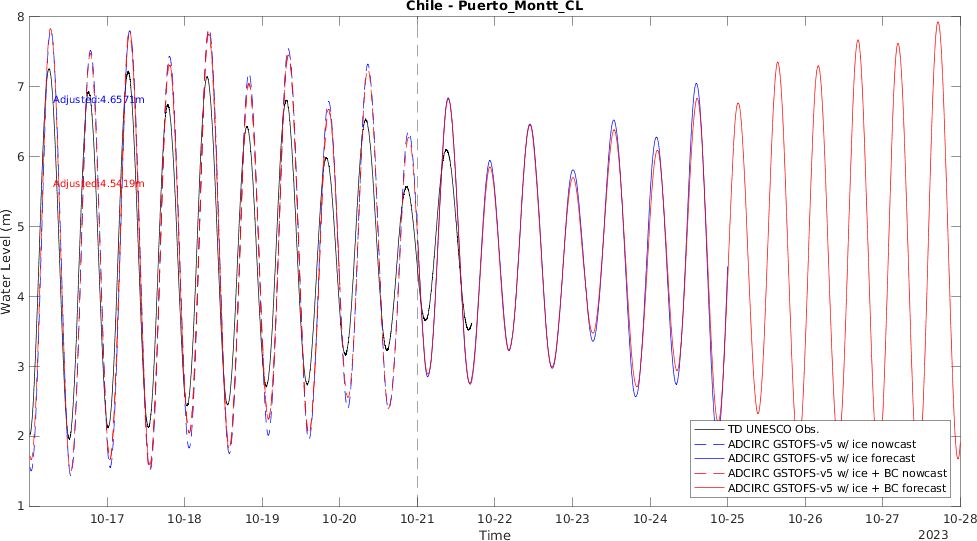 Chile - Puerto_Montt_CL
8
7
6
5
4
3
2
1
Water Level (m)
Adjusted:4.6571m
Adjusted:4.5419m
TD UNESCO Obs.
ADCIRC GSTOFS-v5 w/ ice nowcast
ADCIRC GSTOFS-v5 w/ ice forecast
ADCIRC GSTOFS-v5 w/ ice + BC nowcast
ADCIRC GSTOFS-v5 w/ ice + BC forecast
10-17 10-18 10-19 10-20 10-21 10-22 10-23 10-24 10-25 10-26 10-27 10-28
Time
2023